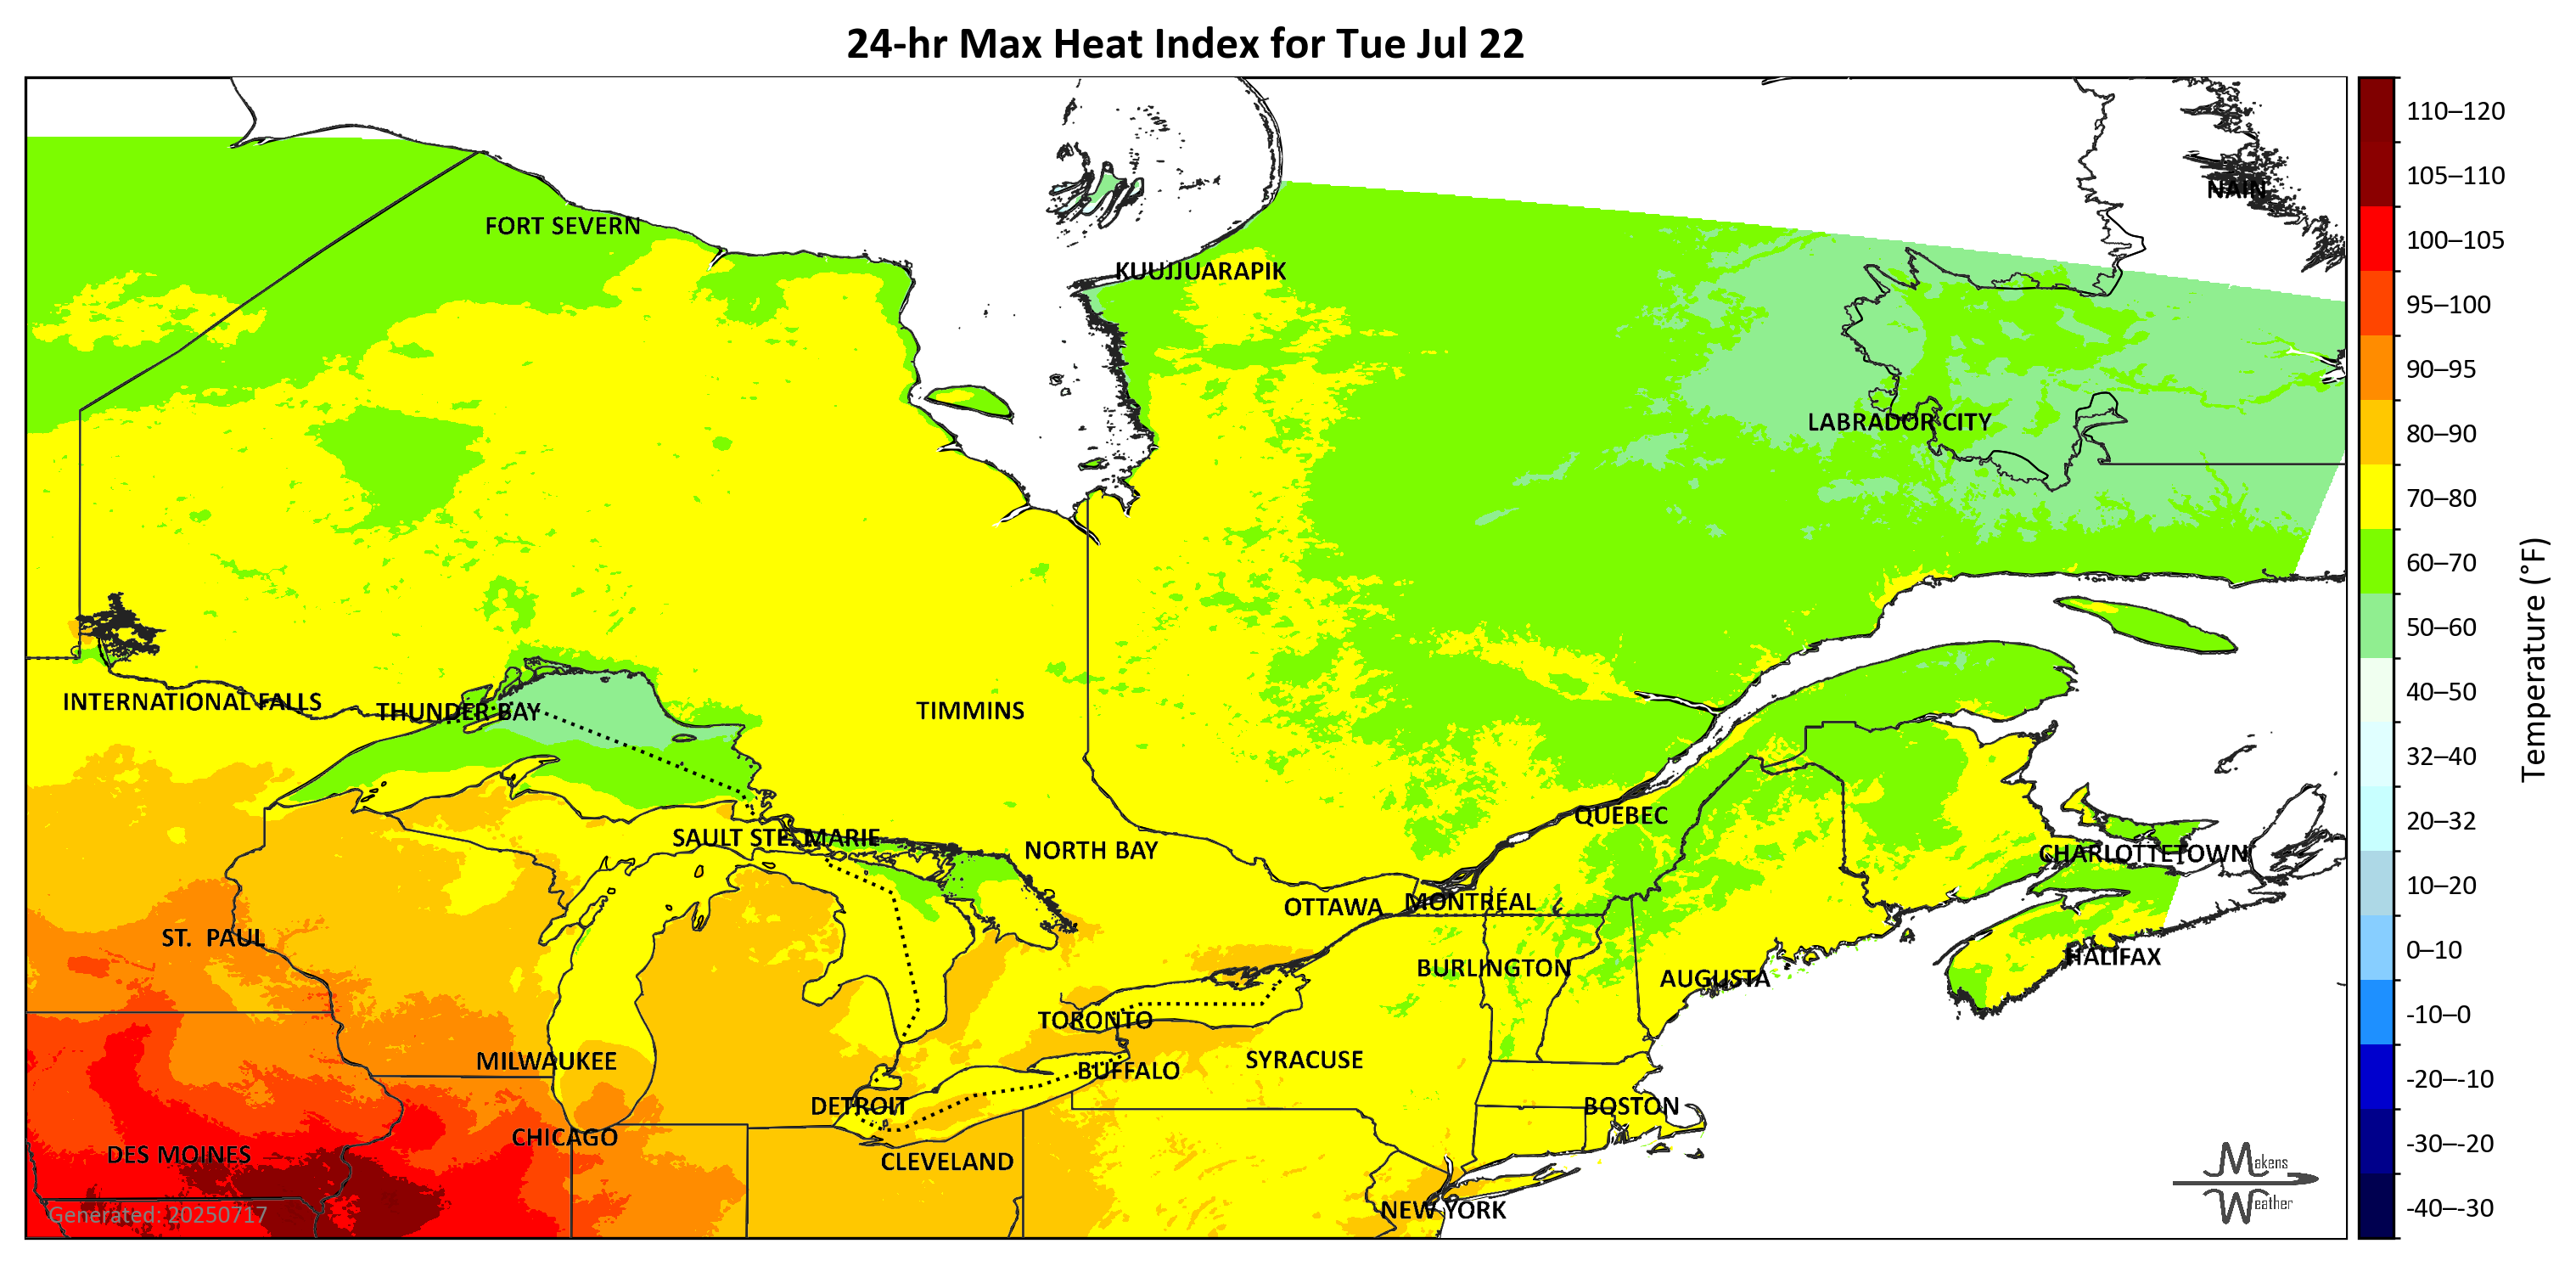 24-hr Max Heat Index for Tue Jul 22
110–120
105–110
NAIN
FORT SEVERN
100–105
KUUJJUARAPIK
95–100
90–95
LABRADOR CITY
80–90
70–80
60–70
50–60
Temperature (°F)
40–50
INTERNATIONAL FALLS
THUNDER BAY
TIMMINS
32–40
QUEBEC
20–32
SAULT STE. MARIE
NORTH BAY
CHARLOTTETOWN
10–20
OTTAWA
MONTRÉAL
ST. PAUL
0–10
HALIFAX
BURLINGTON
AUGUSTA
-10–0
TORONTO
MILWAUKEE
SYRACUSE
BUFFALO
-20–-10
DETROIT
BOSTON
CHICAGO
-30–-20
DES MOINES
CLEVELAND
Makens
Weather
NEW YORK
-40–-30
Generated: 20250717